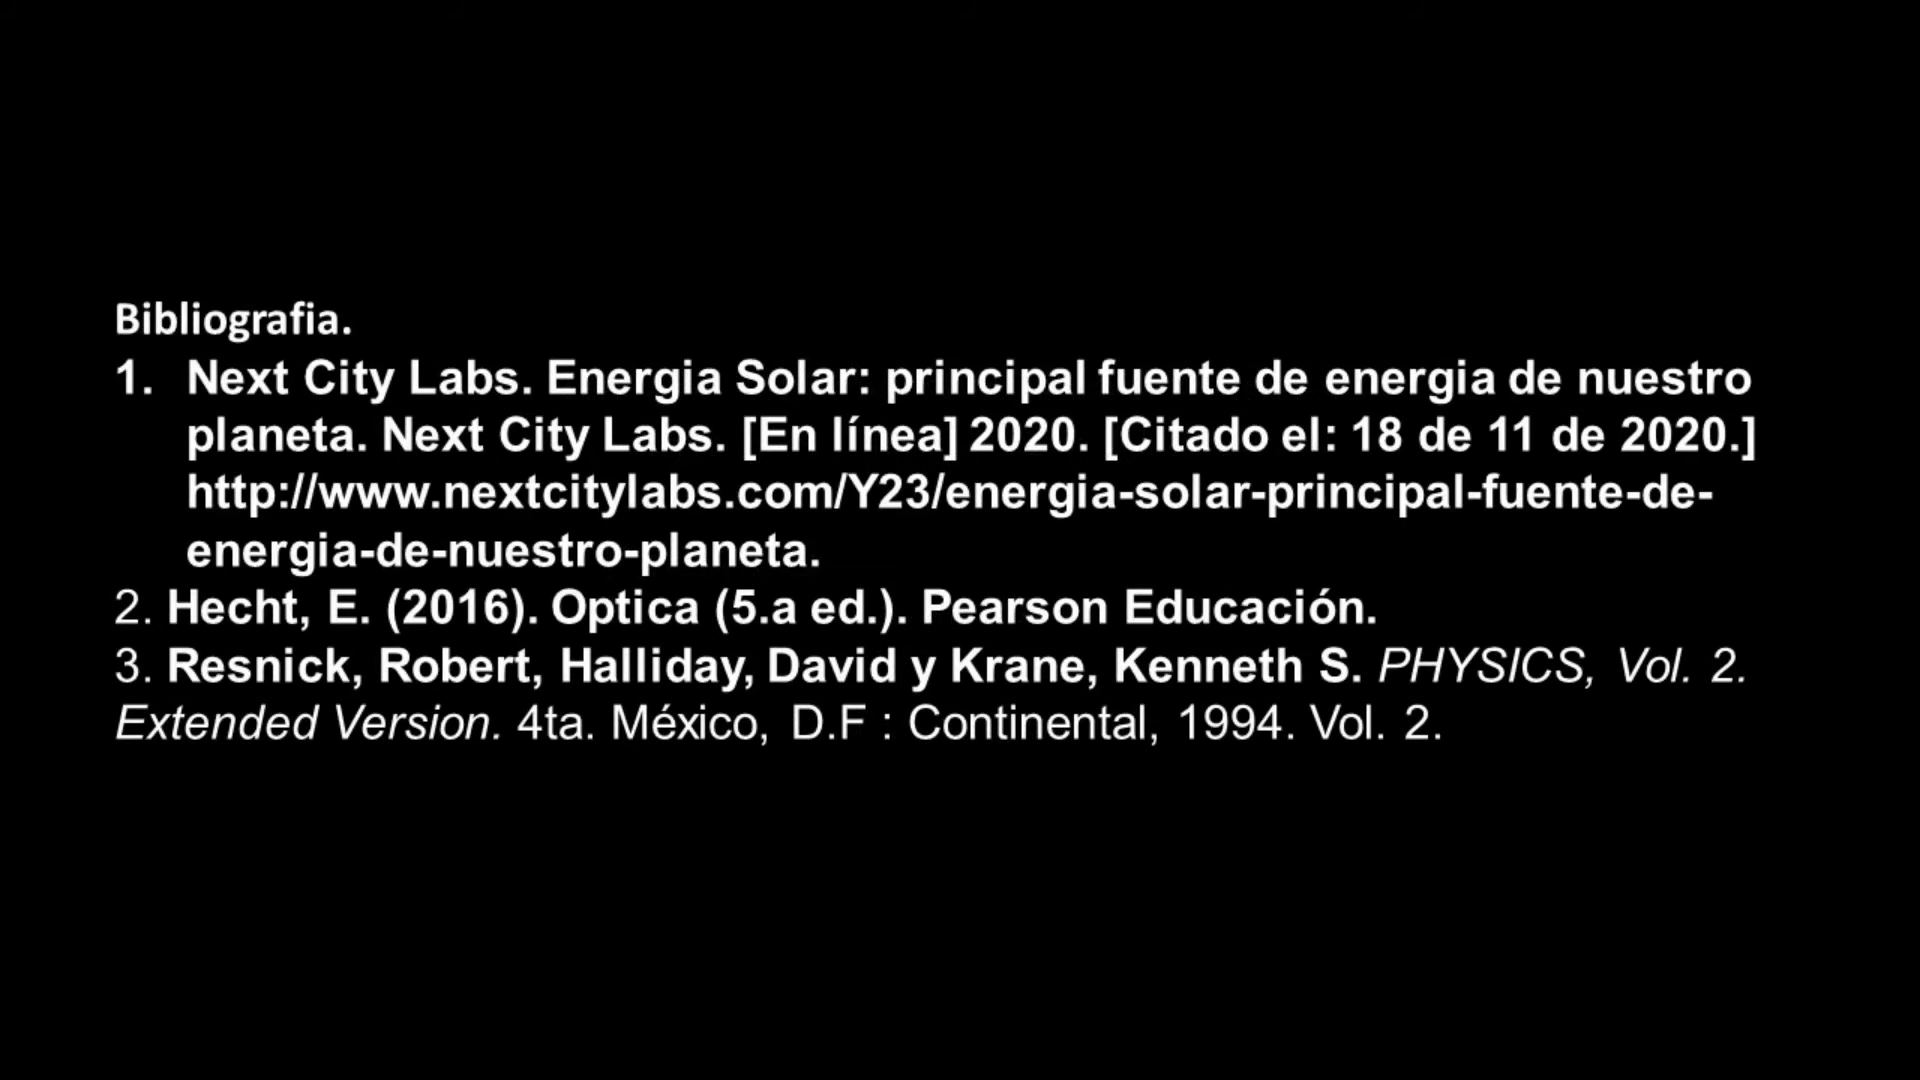 Bibliografia.
1. Next City Labs. Energia Solar: principal fuente de energia de nuestro
planeta. Next City Labs. [En línea] 2020. [Citado el: 18 de 11 de 2020.]
http://www.nextcitylabs.com/Y23/energia-solar-principal-fuente-de-
energia-de-nuestro-planeta.
2. Hecht, E. (2016). Optica (5.a ed.). Pearson Educación.
3. Resnick, Robert, Halliday, David y Krane, Kenneth S. PHYSICS, Vol. 2.
Extended Version. 4ta. México, D.F : Continental, 1994. Vol. 2.